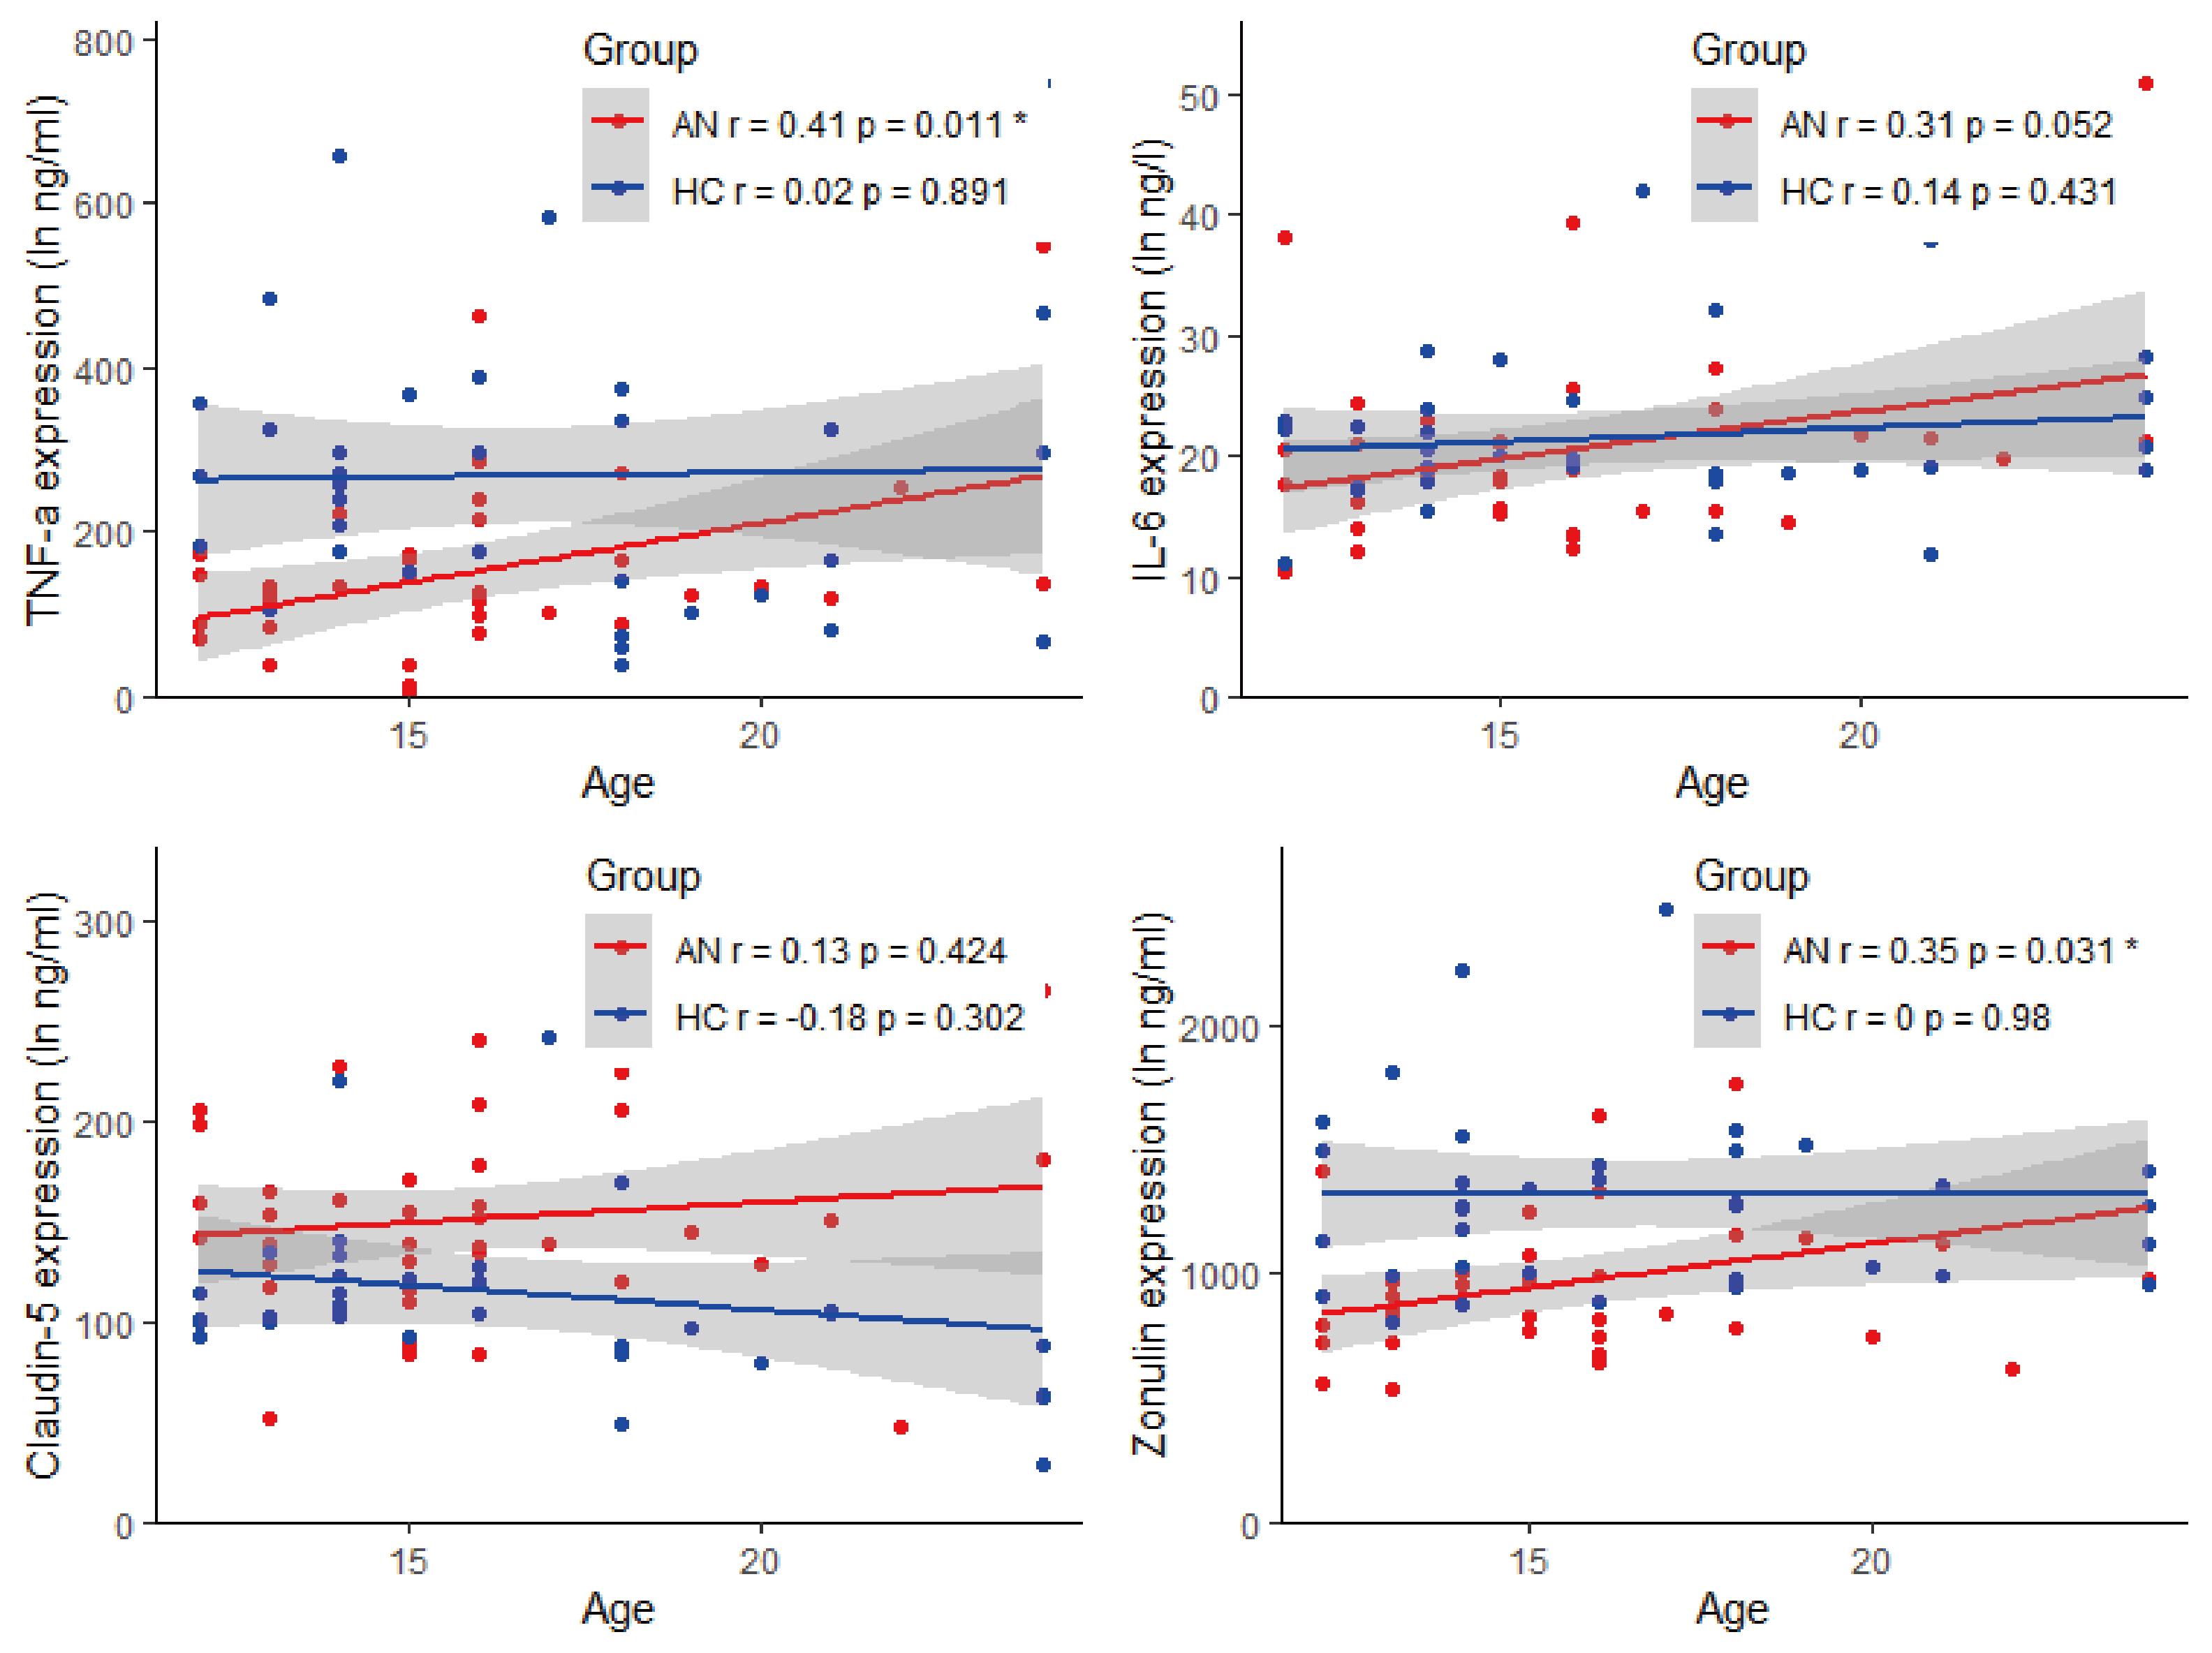 TNF-a expression (ln ng/ml)
800
600
400
200
0
15
20
Age
Group
AN r = 0.41 p = 0.011 *
HC r = 0.02 p = 0.891
IL-6 expression (ln ng/l)
50
40
30
20
10
0
15
20
Age
Group
AN r = 0.31 p = 0.052
HC r = 0.14 p = 0.431
Claudin-5 expression (ln ng/ml)
300
200
100
0
15
20
Age
Group
AN r = 0.13 p = 0.424
HC r = -0.18 p = 0.302
Zonulin expression (ln ng/ml)
2000
1000
0
15
20
Age
Group
AN r = 0.35 p = 0.031 *
HC r = 0 p = 0.98